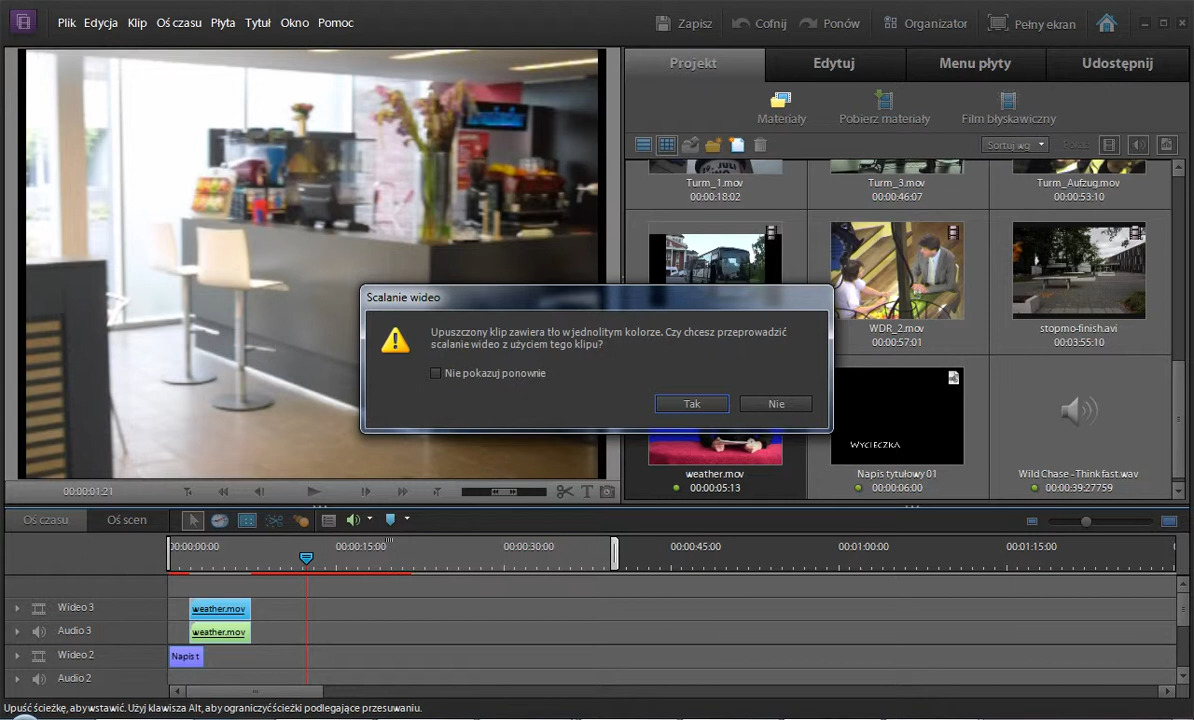 Plik Edycja Klip Oś czasu Płyta Tytuł Okno Pomoc
Zapisz Cofnij Ponów Organizator Pełny ekran
Projekt Edytuj Menu płyty Udostępnij
Materiały Pobierz materiały Film błyskawiczny
Sortuj wg Pokaż:
Turm_1.mov Turm_3.mov Turm_Aufzug.mov
00:00:18:02 00:00:46:07 00:00:53:10
WDR_2.mov stopmo-finish.avi
00:00:57:01 00:03:55:10
Scalanie wideo
Upuszczony klip zawiera tło w jednolitym kolorze. Czy chcesz przeprowadzić
scalanie wideo z użyciem tego klipu?
Nie pokazuj ponownie
Tak Nie
Wycieczka
weather.mov Napis tytułowy 01 Wild Chase - Thinkfast.wav
00:00:05:13 00:00:06:00 00:00:39:27759
00:00:01:21
T
Oś czasu Oś scen
00:00:00:00 00:00:15:00 00:00:30:00 00:00:45:00 00:01:00:00 00:01:15:00
Wideo 3 weather.mov
Audio 3 weather.mov
Wideo 2 Napis t
Audio 2
Upuść ścieżkę, aby wstawić. Użyj klawisza Alt, aby ograniczyć ścieżki podlegające przesuwaniu.